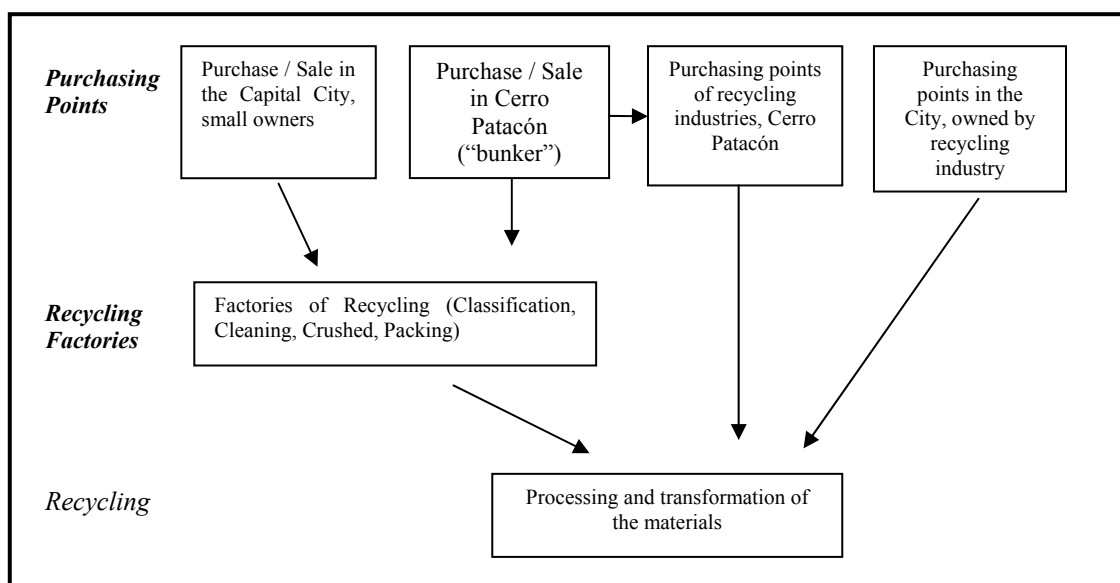 Purchasing
Points
Purchase / Sale in
the Capital City,
small owners
Purchase / Sale
in Cerro
Patacón
(“bunker”)
Purchasing points
of recycling
industries, Cerro
Patacón
Purchasing
points in the
City, owned by
recycling
industry
Recycling
Factories
Factories of Recycling (Classification,
Cleaning, Crushed, Packing)
Recycling
Processing and transformation of
the materials